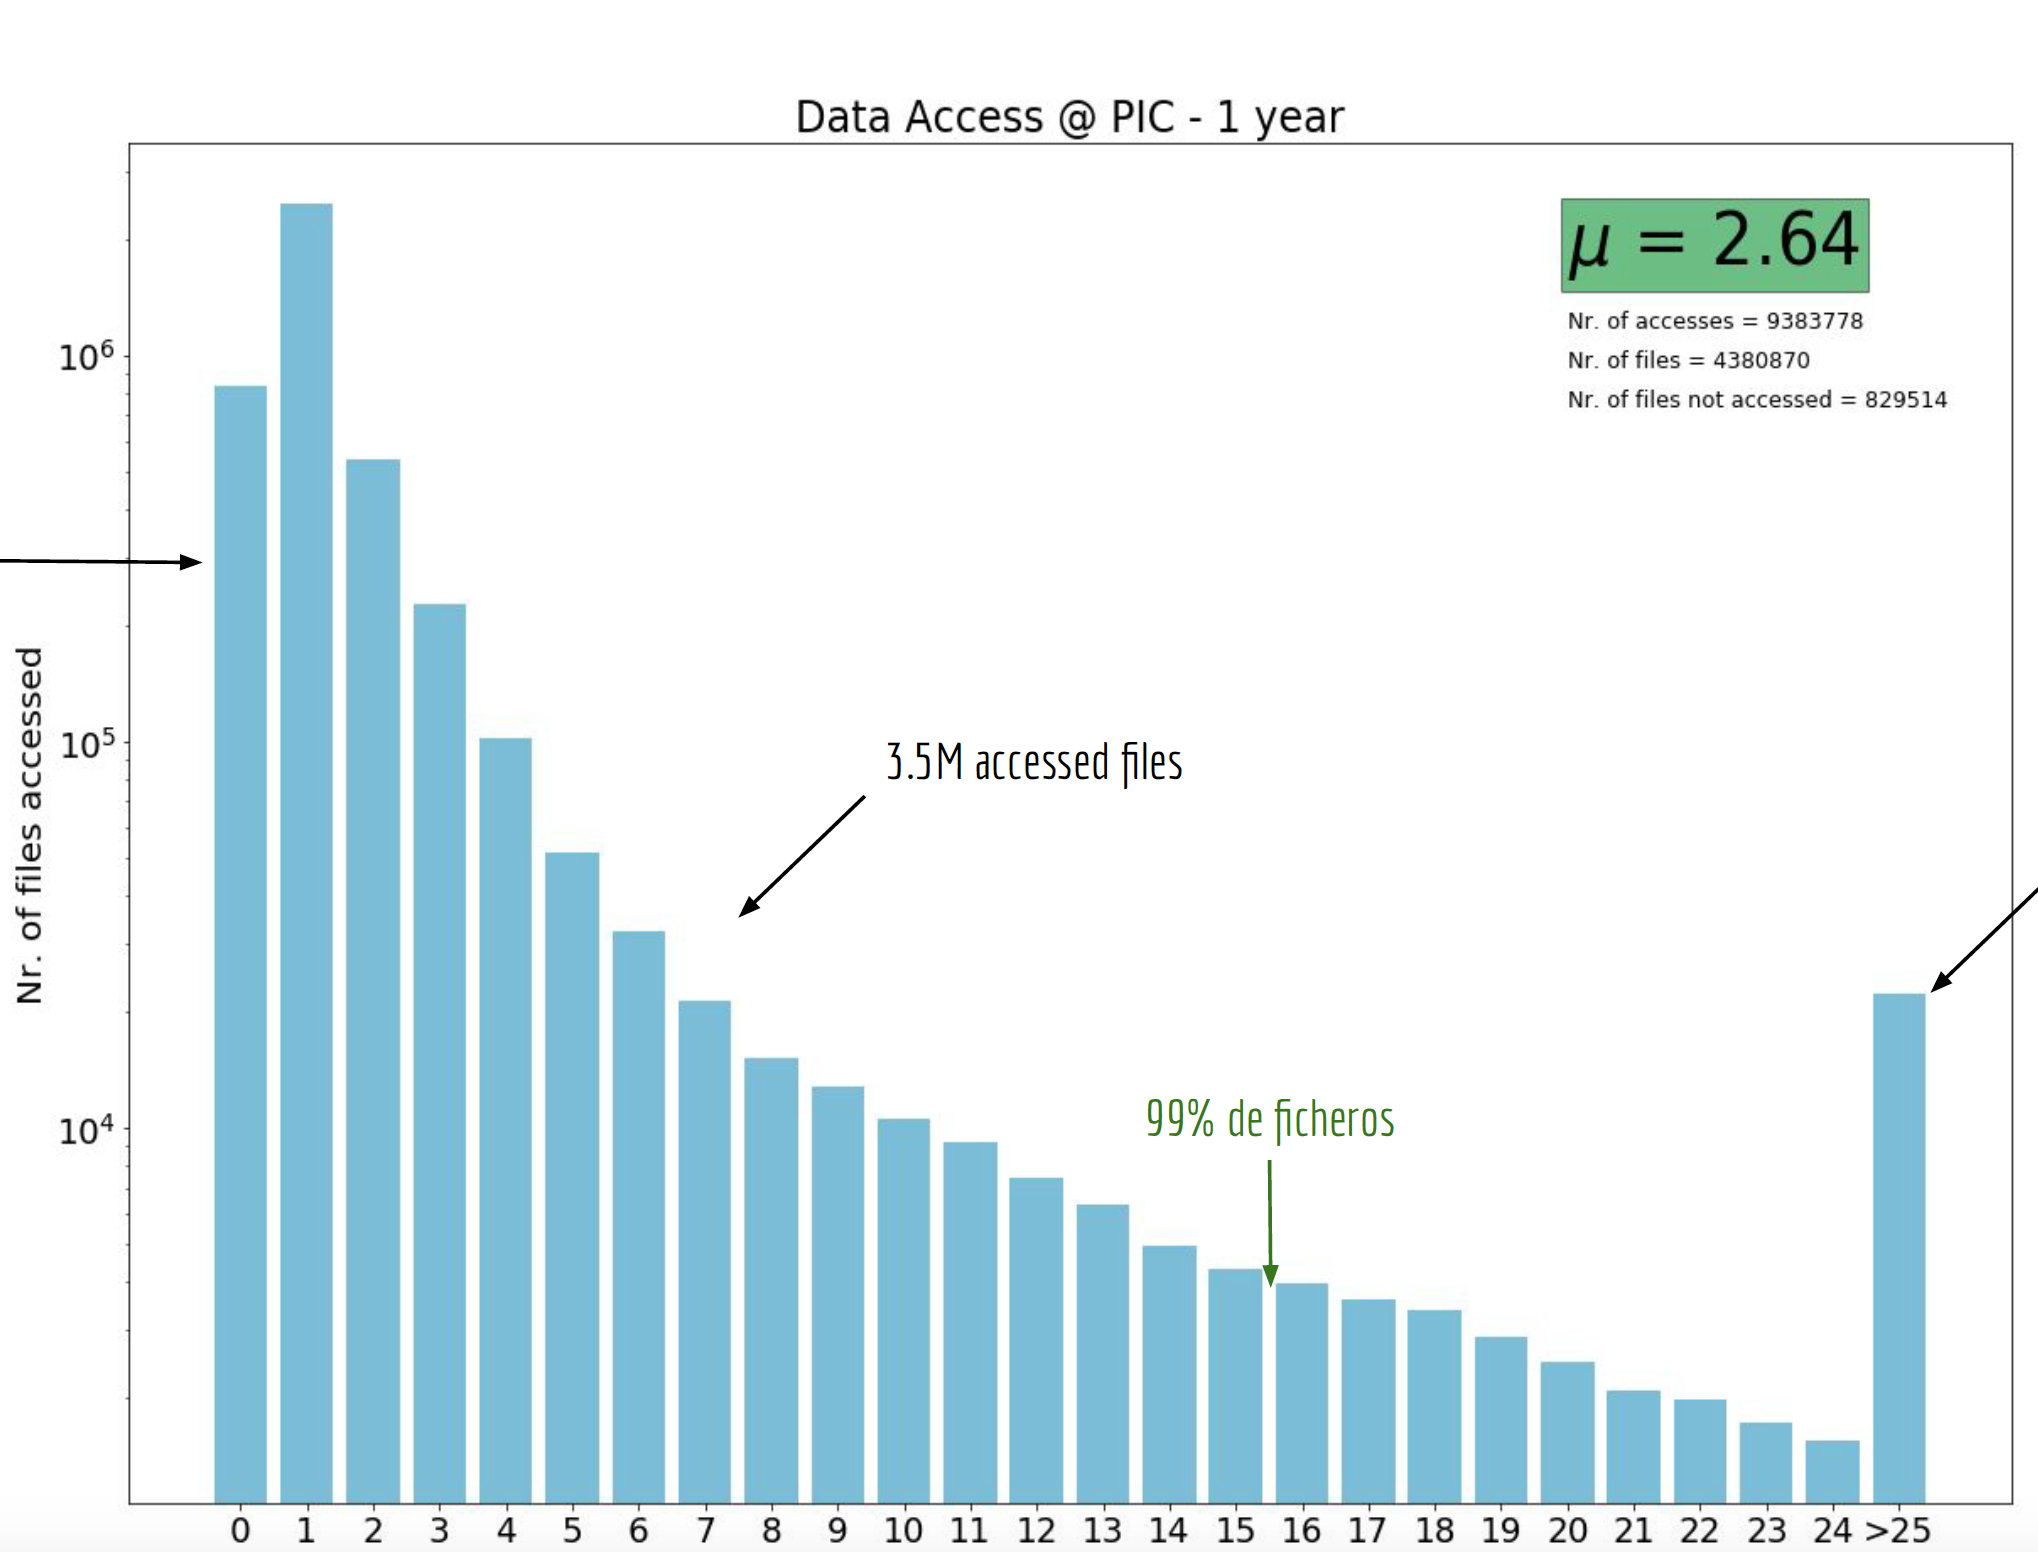 Data Access @ PIC - 1 year
μ = 2.64
Nr. of accesses = 9383778
Nr. of files = 4380870
Nr. of files not accessed = 829514
Nr. of files accessed
10⁶
10⁵
10⁴
3.5M accessed files
99% de ficheros
0 1 2 3 4 5 6 7 8 9 10 11 12 13 14 15 16 17 18 19 20 21 22 23 24 >25